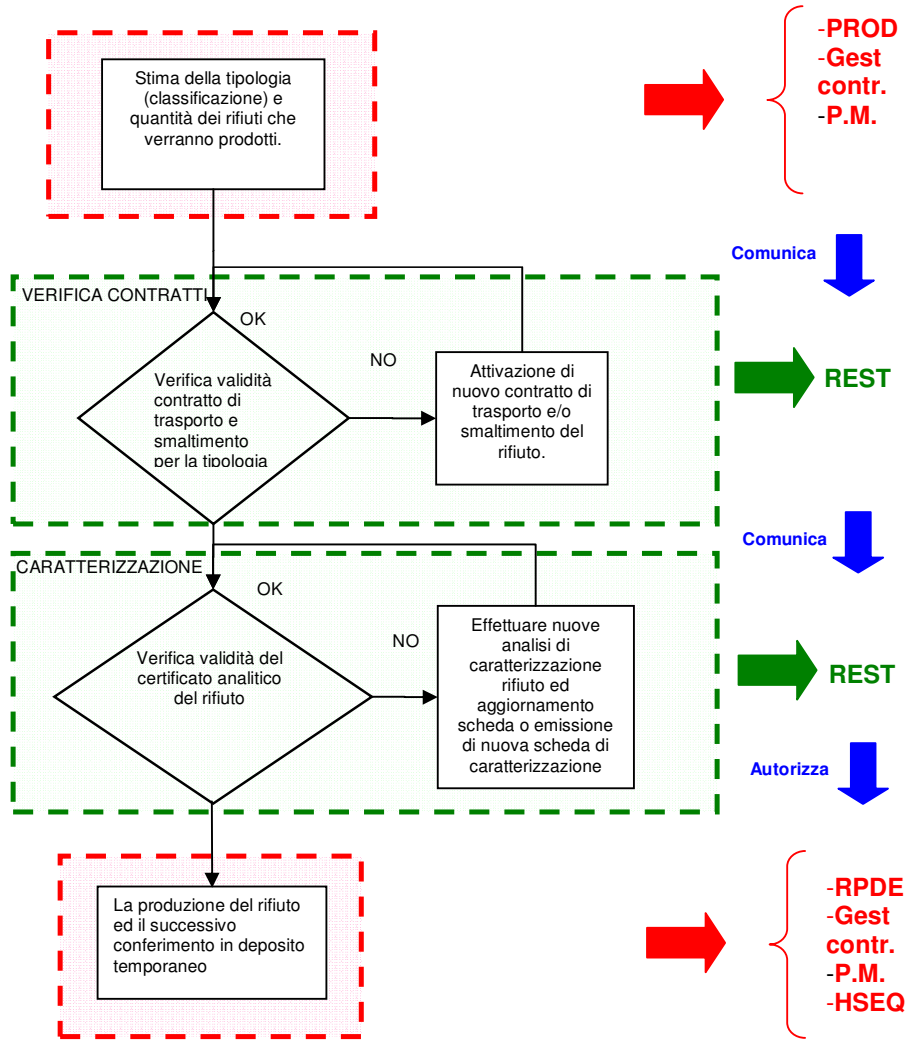 Stima della tipologia
(classificazione) e
quantità dei rifiuti che
verranno prodotti.
-PROD
-Gest
contr.
-P.M.
Comunica
VERIFICA CONTRATTI
OK
NO
Verifica validità
contratto di
trasporto e
smaltimento
per la tipologia
Attivazione di
nuovo contratto di
trasporto e/o
smaltimento del
rifiuto.
REST
Comunica
CARATTERIZZAZIONE
OK
NO
Verifica validità del
certificato analitico
del rifiuto
Effettuare nuove
analisi di
caratterizzazione
rifiuto ed
aggiornamento
scheda o emissione
di nuova scheda di
caratterizzazione
REST
Autorizza
La produzione del rifiuto
ed il successivo
conferimento in deposito
temporaneo
-RPDE
-Gest
contr.
-P.M.
-HSEQ